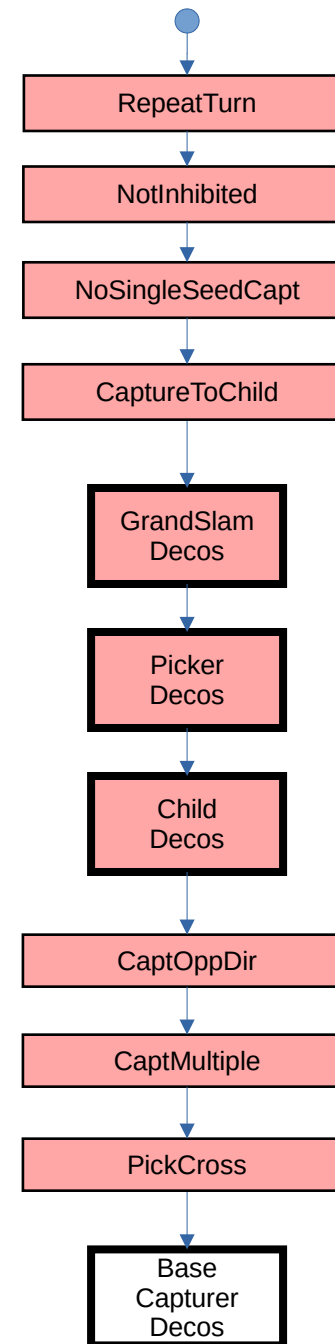 RepeatTurn
NotInhibited
NoSingleSeedCapt
CaptureToChild
GrandSlam
Decos
Picker
Decos
Child
Decos
CaptOppDir
CaptMultiple
PickCross
Base
Capturer
Decos